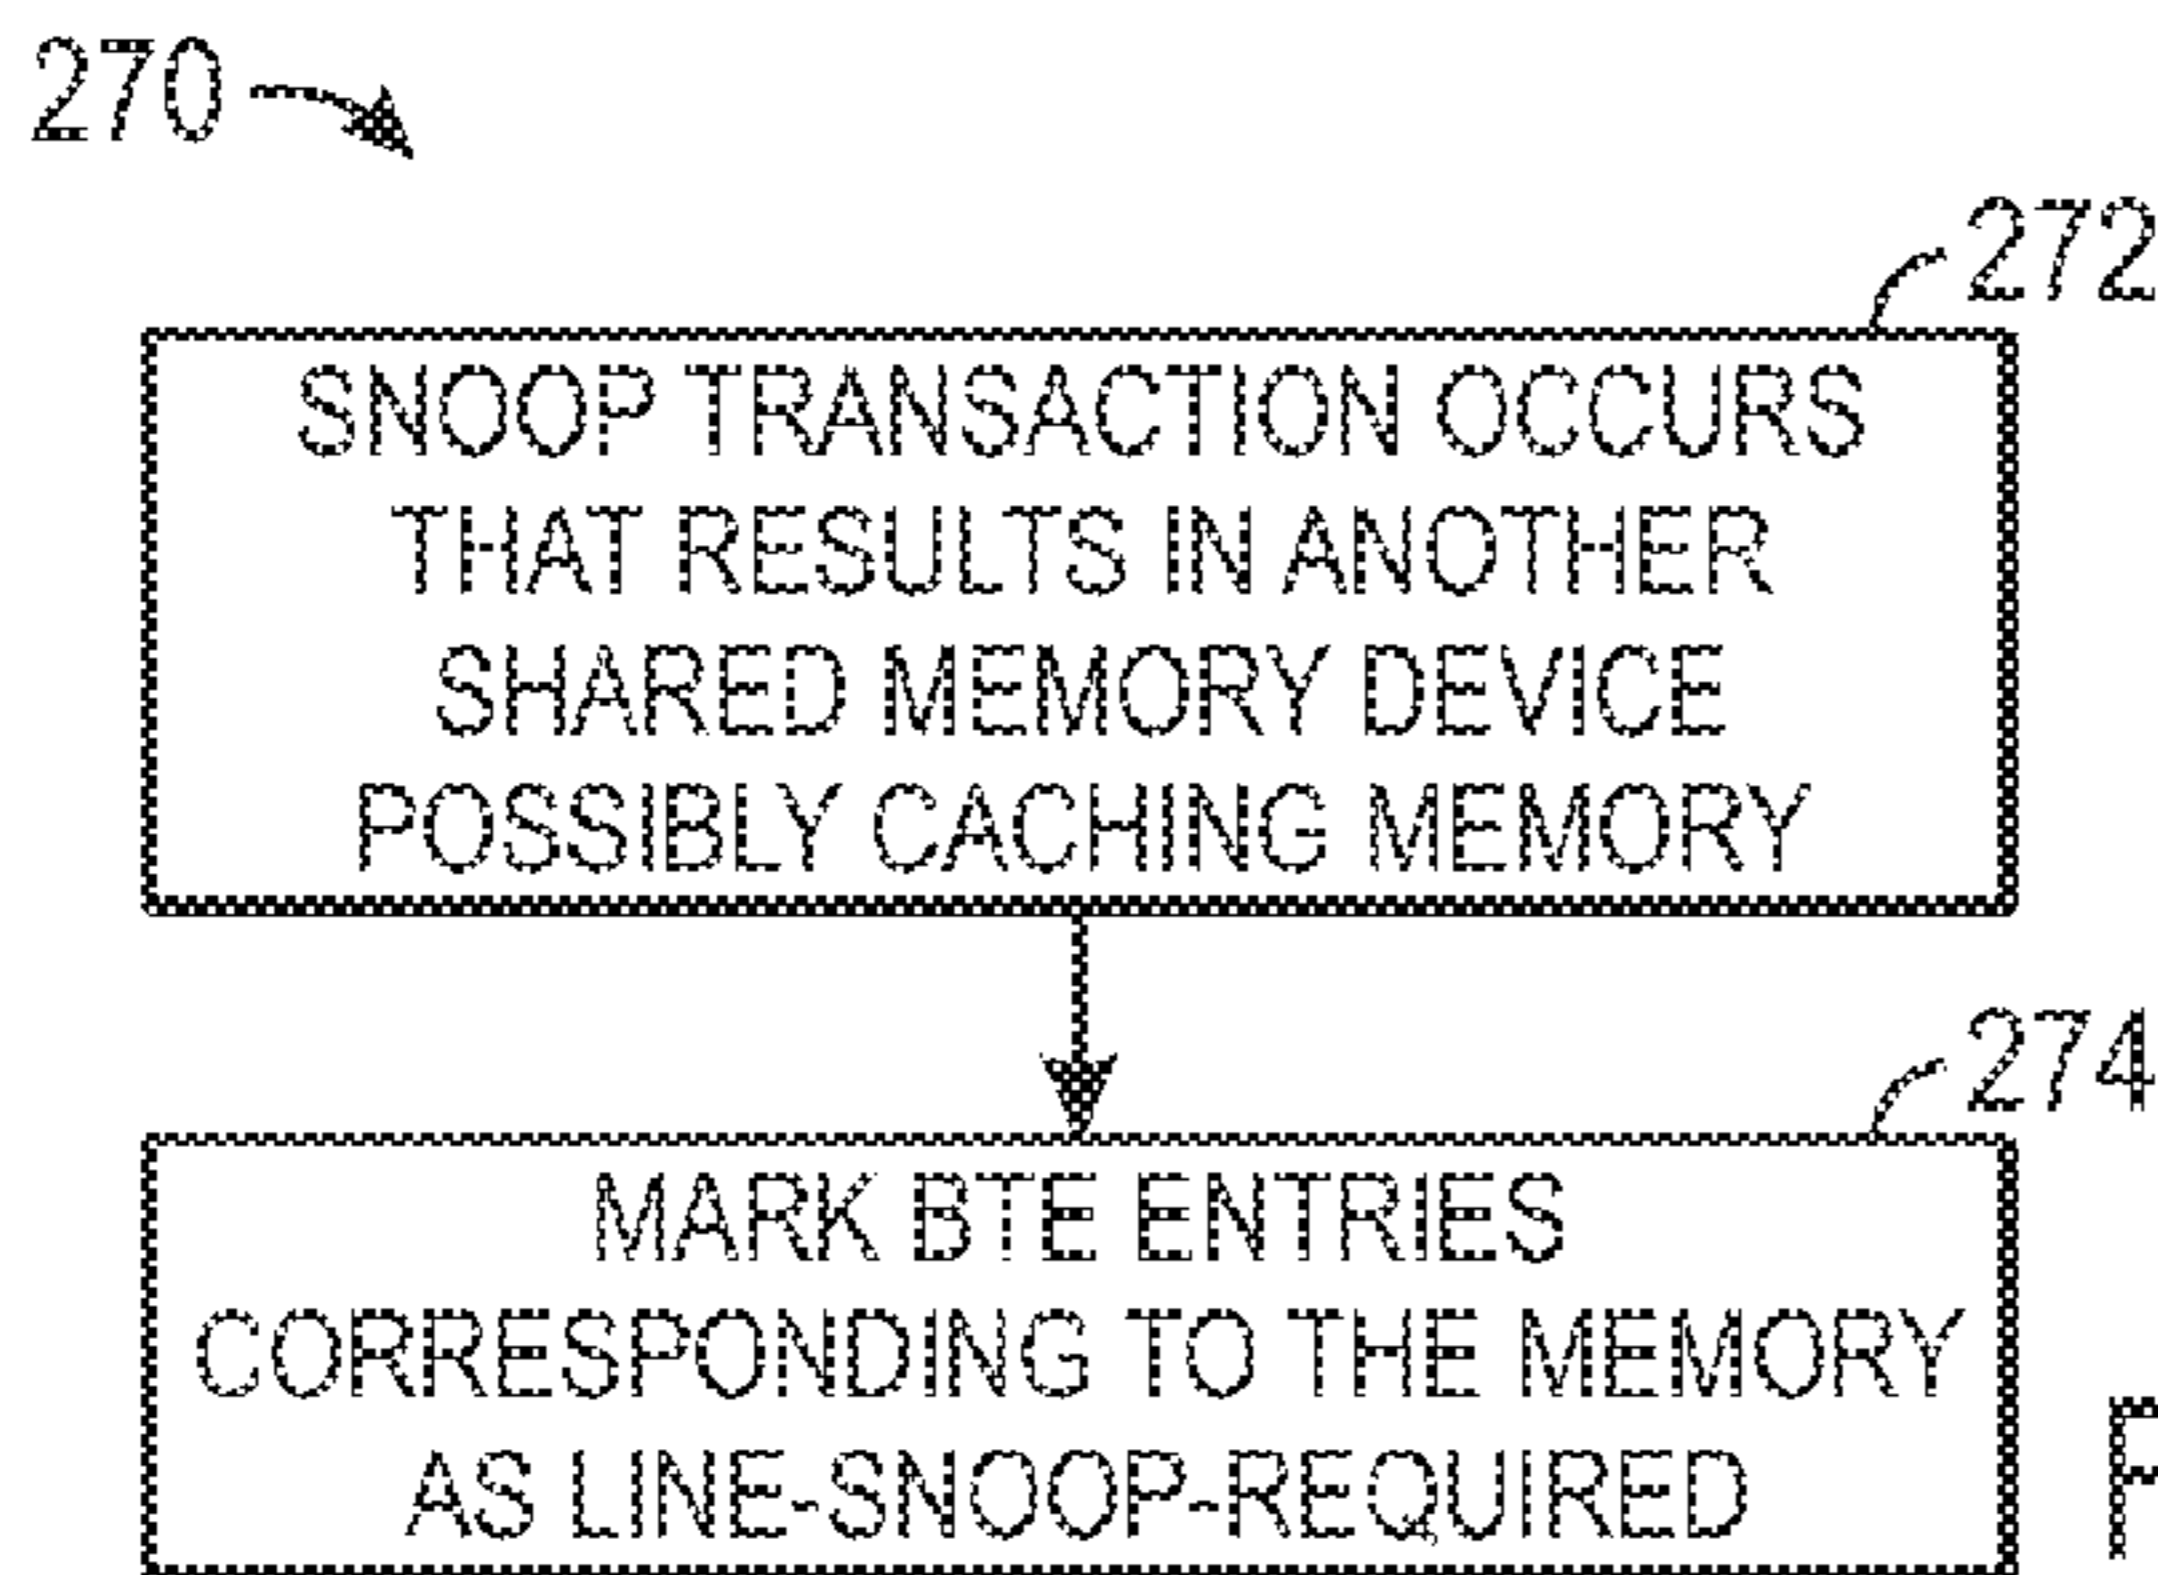 270
272
SNOOP TRANSACTION OCCURS
THAT RESULTS IN ANOTHER
SHARED MEMORY DEVICE
POSSIBLY CACHING MEMORY
274
MARK BTE ENTRIES
CORRESPONDING TO THE MEMORY
AS LINE-SNOOP-REQUIRED